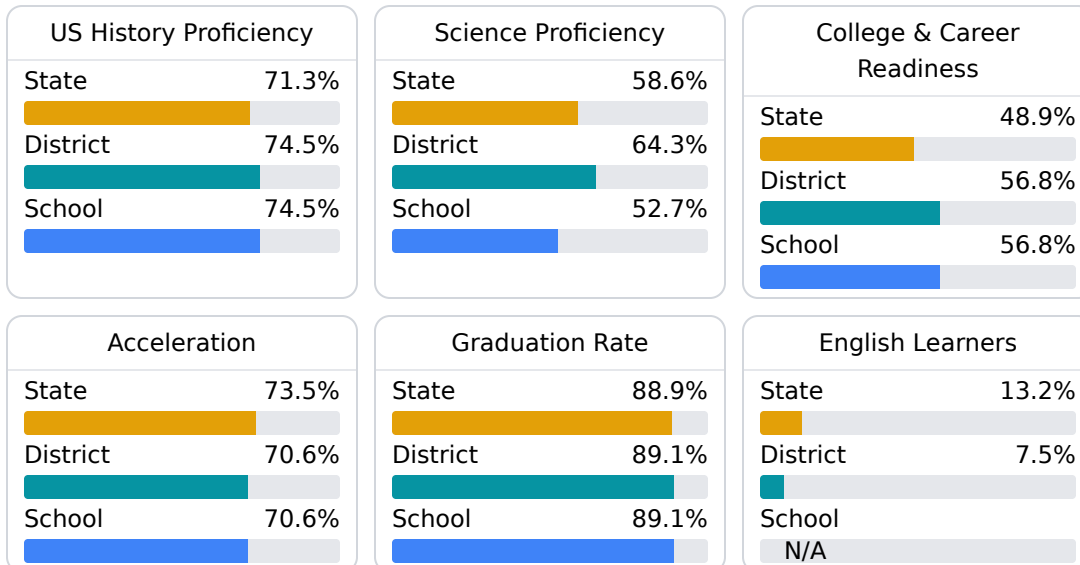 US History Proficiency
State 71.3%
District 74.5%
School 74.5%
Science Proficiency
State 58.6%
District 64.3%
School 52.7%
College & Career
Readiness
State 48.9%
District 56.8%
School 56.8%
Acceleration
State 73.5%
District 70.6%
School 70.6%
Graduation Rate
State 88.9%
District 89.1%
School 89.1%
English Learners
State 13.2%
District 7.5%
School
N/A